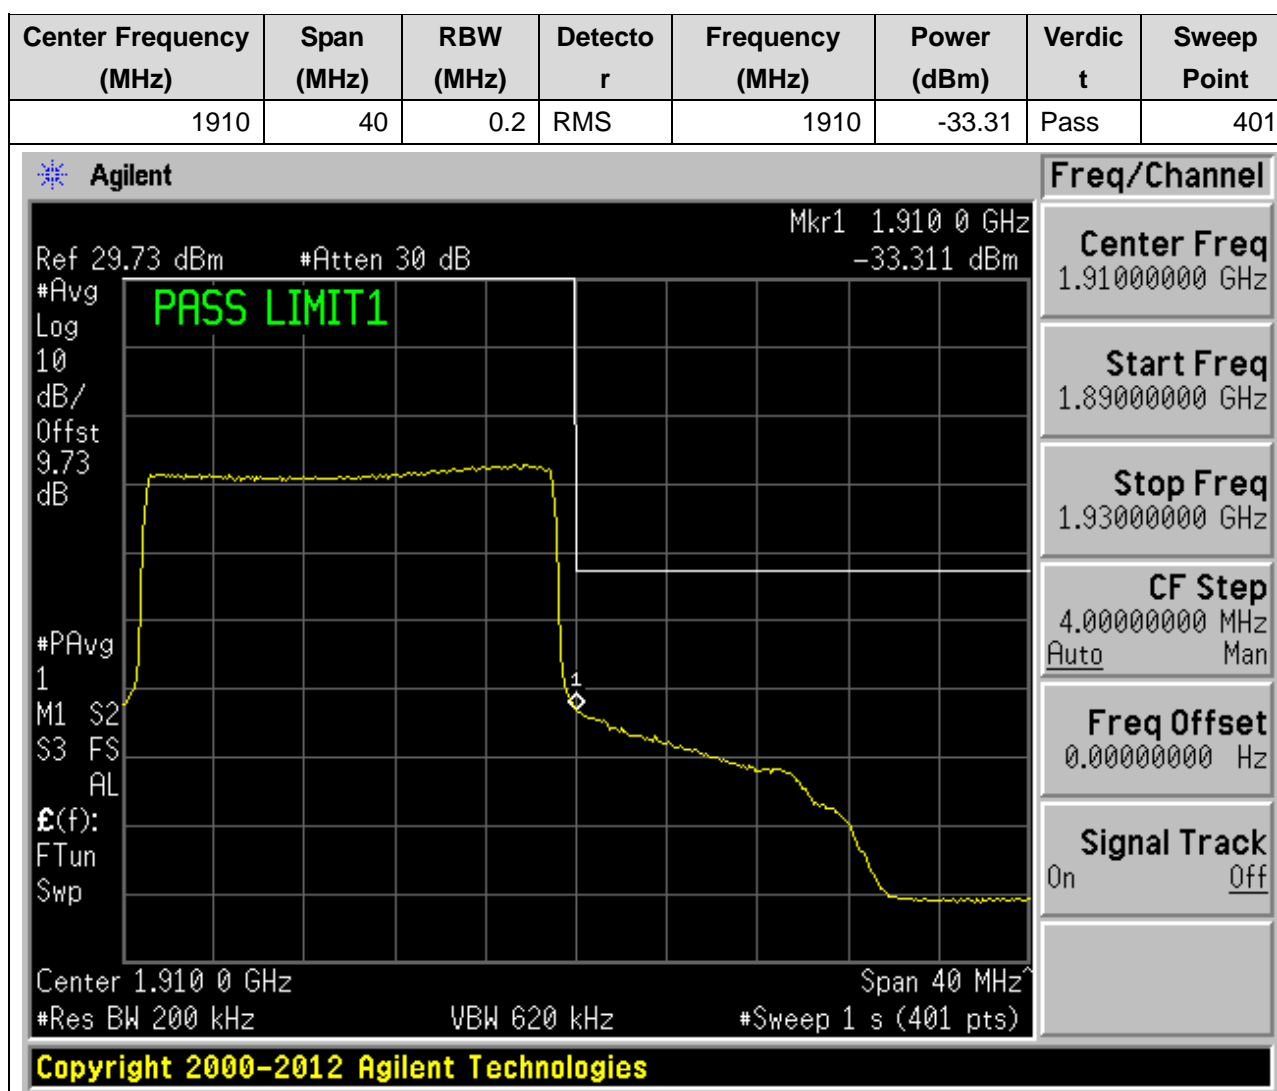 Center Frequency (MHz) Span (MHz) RBW (MHz) Detecto r Frequency (MHz) Power (dBm) Verdic t Sweep Point
1910 40 0.2 RMS 1910 -33.31 Pass 401
Agilent
Freq/Channel
Mkr1 1.910 0 GHz
Ref 29.73 dBm #Atten 30 dB -33.311 dBm
#Avg
Log
10
dB/
Offst
9.73
dB
PASS LIMIT1
#PAvg
1
M1 S2
S3 FS
AL
£(f):
FTun
Swp
1
Center 1.910 0 GHz Span 40 MHz^
#Res BW 200 kHz VBW 620 kHz #Sweep 1 s (401 pts)
Center Freq
1.91000000 GHz
Start Freq
1.89000000 GHz
Stop Freq
1.93000000 GHz
CF Step
4.00000000 MHz
Auto Man
Freq Offset
0.00000000 Hz
Signal Track
On Off
Copyright 2000-2012 Agilent Technologies